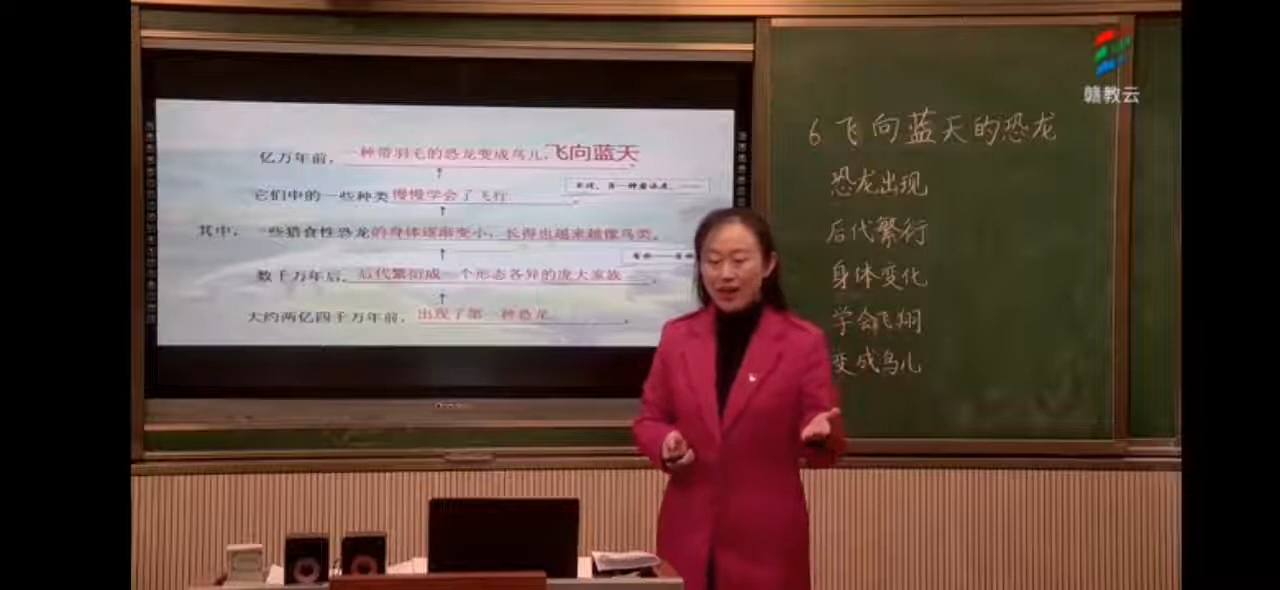 亿万年前，一种带羽毛的恐龙变成鸟儿，飞向蓝天。
它们中的一些种类慢慢学会了飞行。
其中，一些猎食性恐龙的身体逐渐变小，长得也越来越像鸟类。
数千万年后，后代繁衍成一个形态各异的庞大家族。
大约两亿四千万年前，出现了第一种恐龙。
6 飞向蓝天的恐龙
恐龙出现
后代繁衍
身体变化
学会飞翔
变成鸟儿
赣教云